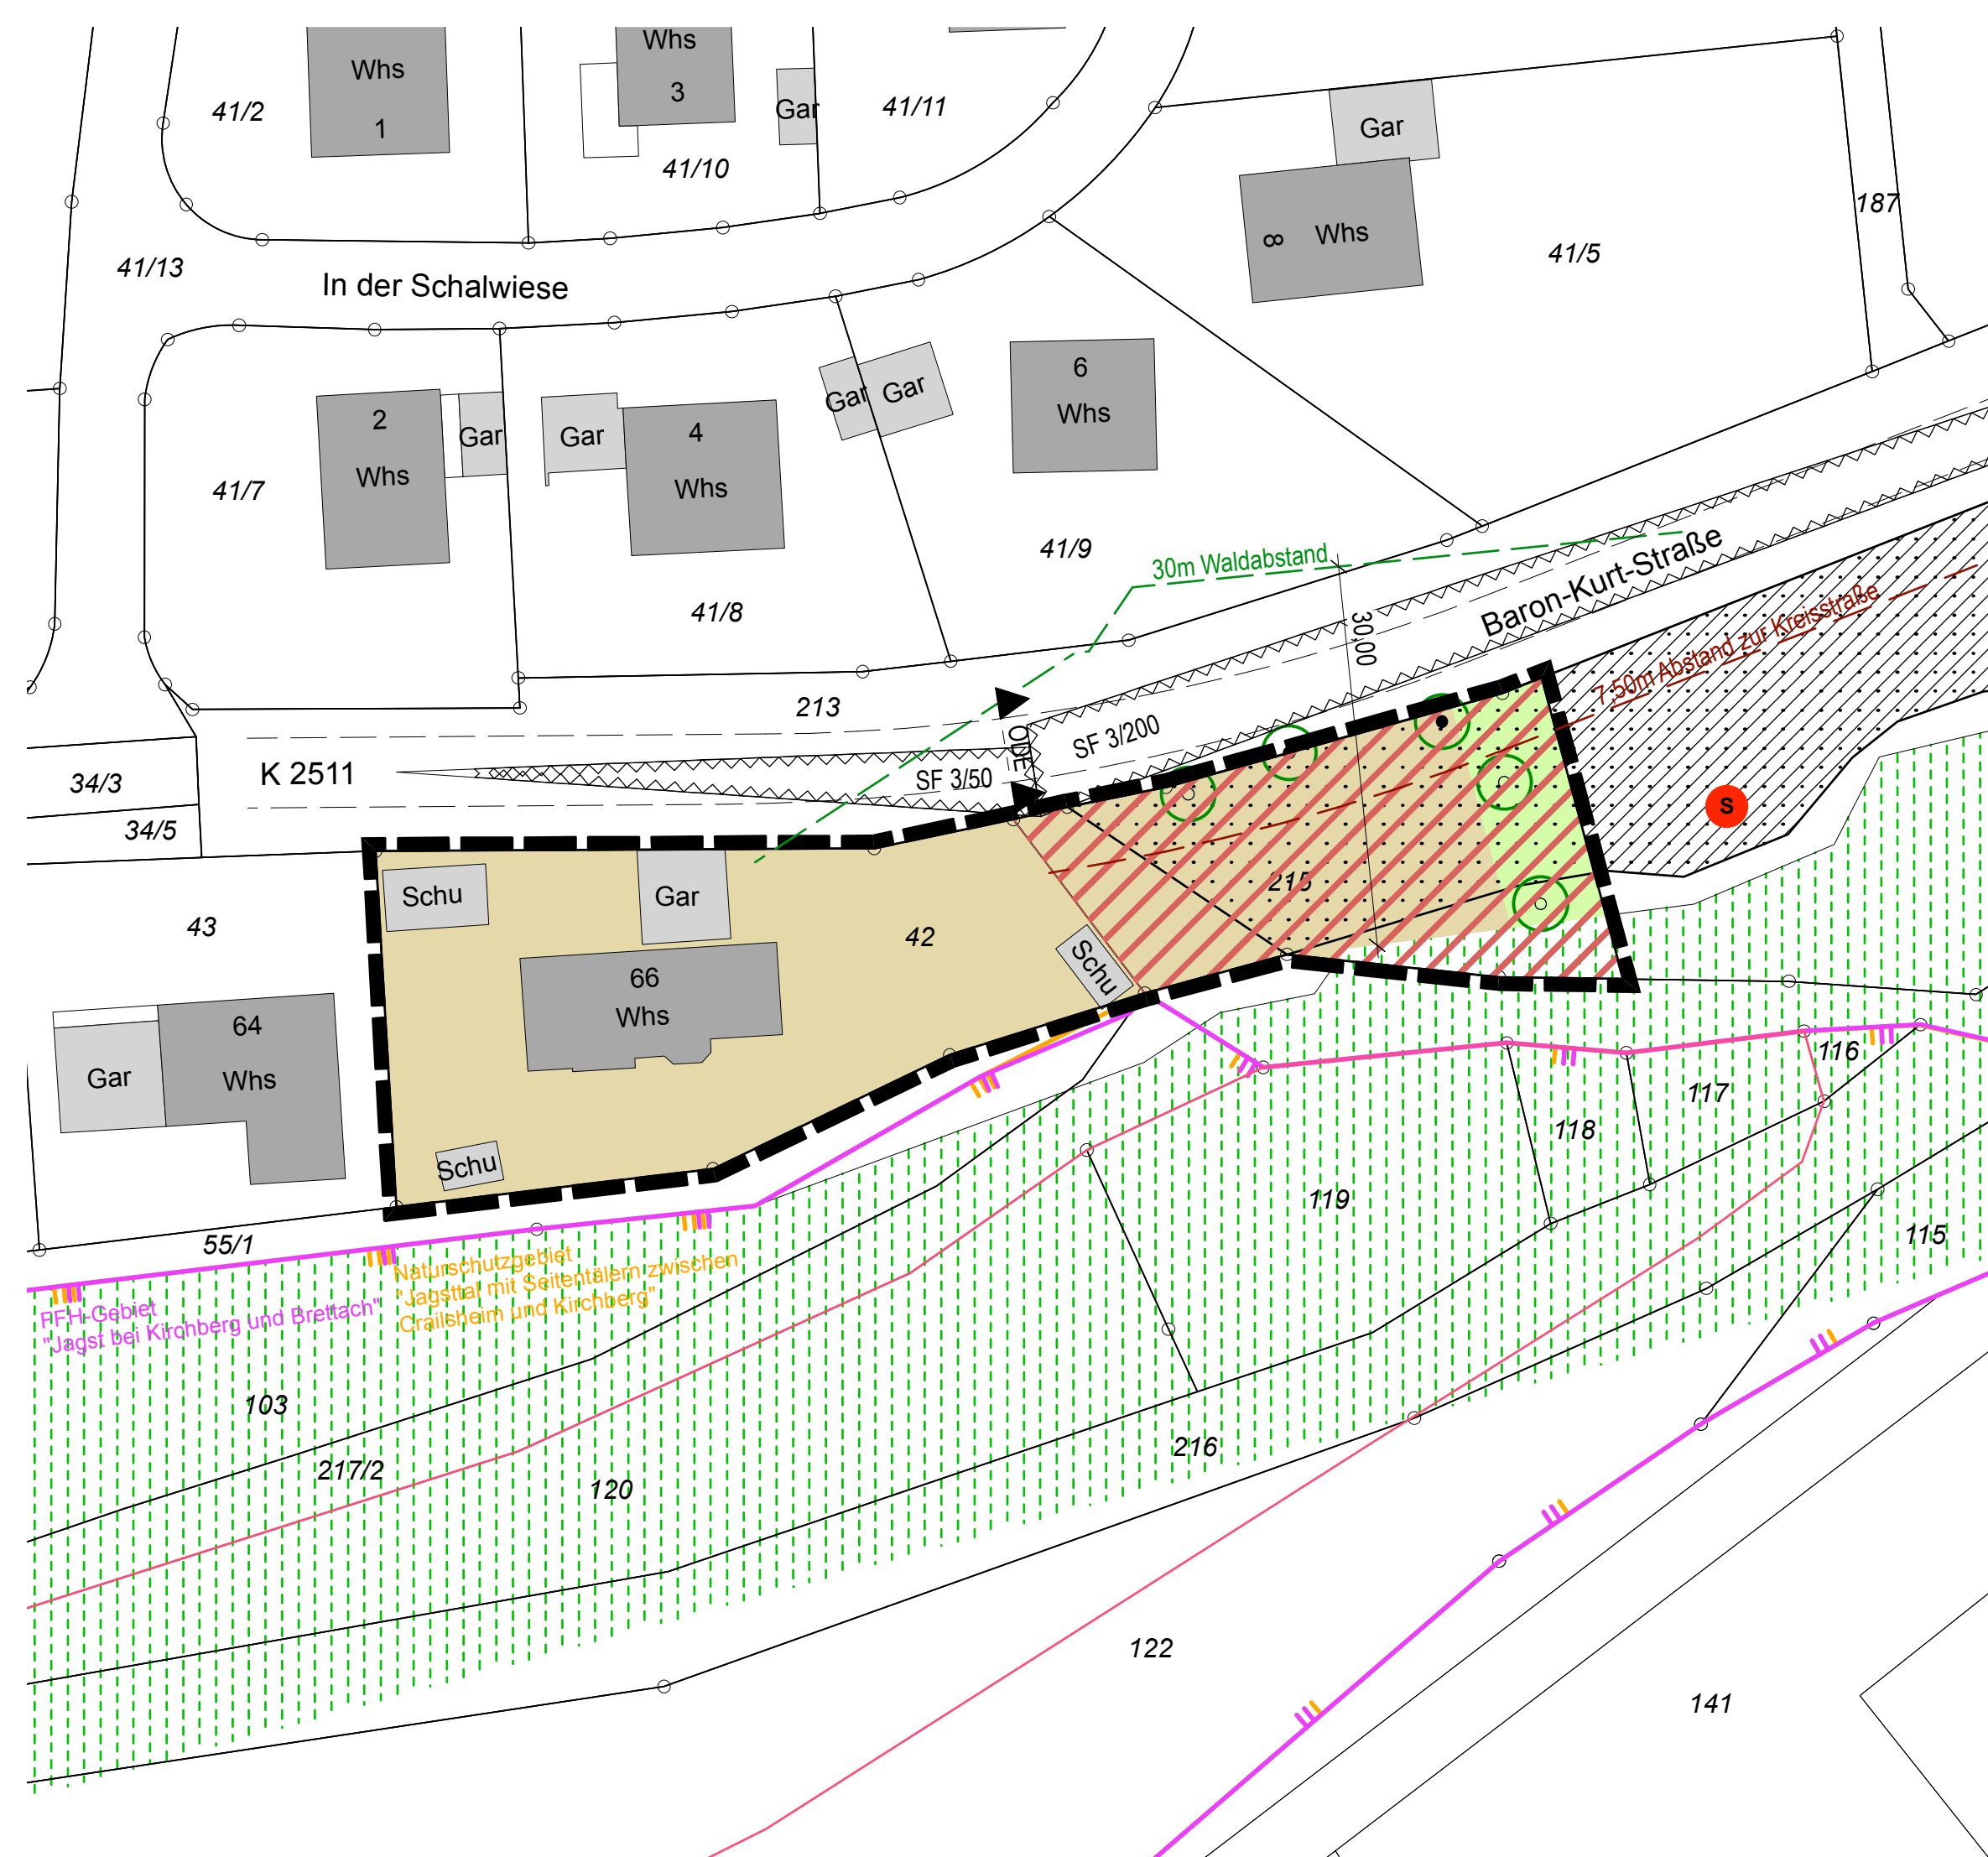 Whs
3
Whs
1
41/2
Gar
41/10
41/11
Gar
Whs
8
41/5
187
41/13
In der Schalwiese
2
Whs
Gar
41/7
Gar
4
Whs
41/8
Gar
Gar
6
Whs
41/9
30m Waldabstand
30,00
Baron-Kurt-Straße
7,50m Abstand zur Kreisstraße
213
ODE
SF 3/200
SF 3/50
K 2511
34/3
34/5
S
43
Schu
Gar
42
215
Schu
66
Whs
64
Whs
Gar
Schu
55/1
116
117
118
119
115
Naturschutzgebiet
"Jagsttal mit Seitentälern zwischen
Crailsheim und Kirchberg"
FFH-Gebiet
"Jagst bei Kirchberg und Brettach"
103
217/2
120
216
122
141